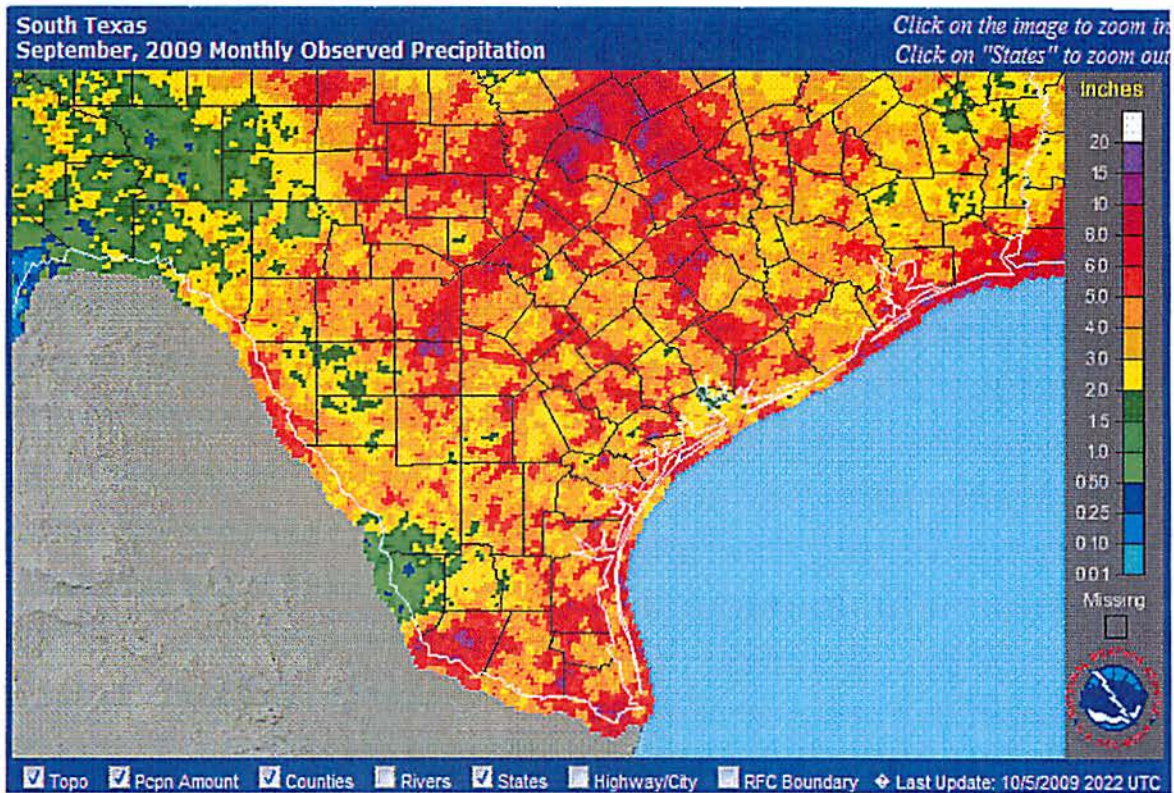 South Texas
September, 2009 Monthly Observed Precipitation
Click on the image to zoom in
Click on "States" to zoom out
Inches
20
15
10
8.0
6.0
5.0
4.0
3.0
2.0
1.5
1.0
0.50
0.25
0.10
0.01
Missing
Topo Pcpn Amount Counties Rivers States Highway/City RFC Boundary Last Update: 10/5/2009 2022 UTC